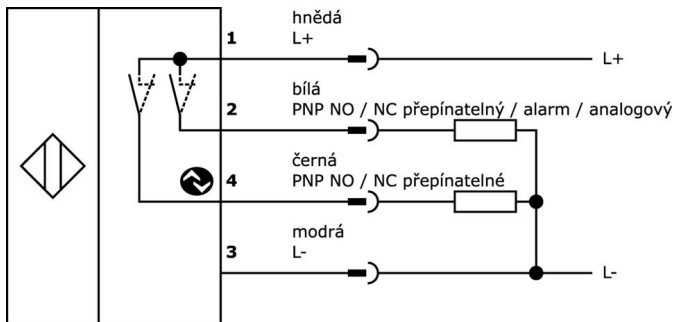 hnědá
1 L+
L+
bílá
2 PNP NO / NC přepínatelný / alarm / analogový
černá
4 PNP NO / NC přepínatelné
modrá
3 L-
L-